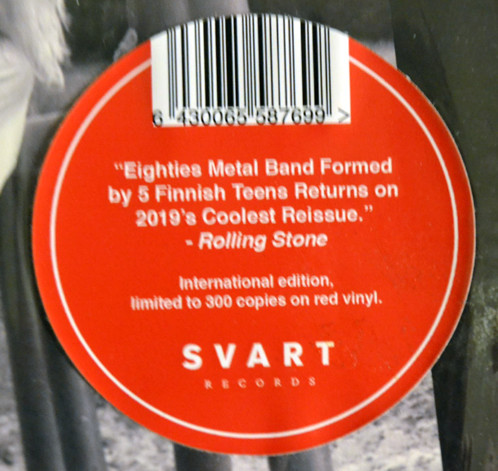 6 430065 587699 >
“Eighties Metal Band Formed
by 5 Finnish Teens Returns on
2019’s Coolest Reissue.”
- Rolling Stone
International edition,
limited to 300 copies on red vinyl.
SVART
RECORDS